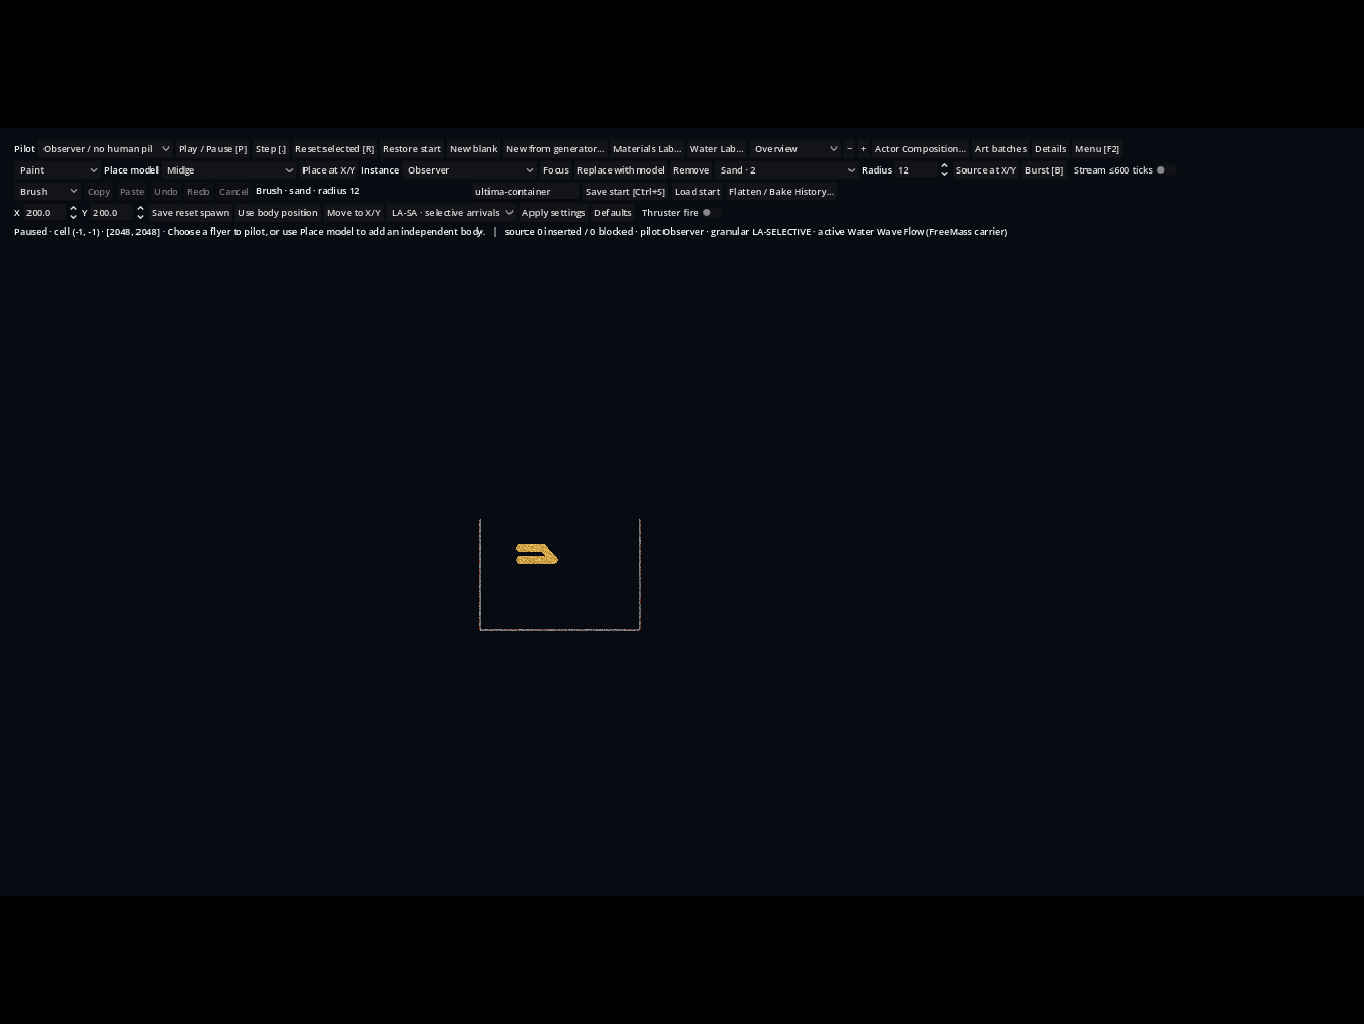 Pilot Observer / no human pil Play / Pause [P] Step [.] Reset selected [R] Restore start New blank New from generator... Materials Lab... Water Lab... Overview − + Actor Composition... Art batches Details Menu [F2]
Paint Place model Midge Place at X/Y Instance Observer Focus Replace with model Remove Sand · 2 Radius 12 Source at X/Y Burst [B] Stream ≤600 ticks
Brush Copy Paste Undo Redo Cancel Brush · sand · radius 12 ultima-container Save start [Ctrl+S] Load start Flatten / Bake History...
X 200.0 Y 200.0 Save reset spawn Use body position Move to X/Y LA-SA · selective arrivals Apply settings Defaults Thruster fire
Paused · cell (-1, -1) · [2048, 2048] · Choose a flyer to pilot, or use Place model to add an independent body. | source 0 inserted / 0 blocked · pilot Observer · granular LA-SELECTIVE · active Water Wave Flow (FreeMass carrier)